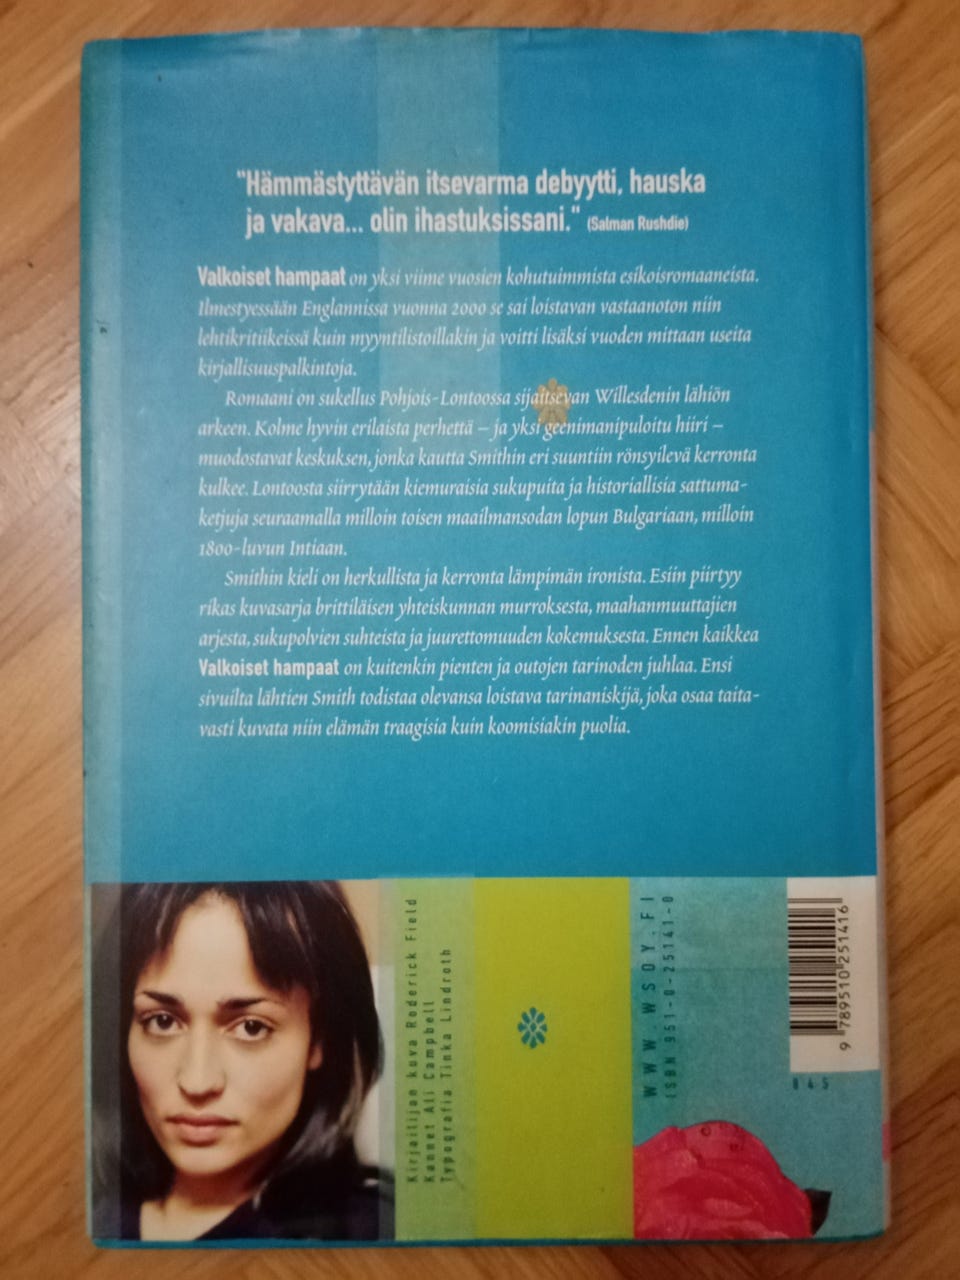 "Hämmästyttävän itsevarma debyytti, hauska
ja vakava... olin ihastuksissani." (Salman Rushdie)
Valkoiset hampaat on yksi viime vuosien kohutuimmista esikoisromaaneista.
Ilmestyessään Englannissa vuonna 2000 se sai loistavan vastaanoton niin
lehtikritiikeissä kuin myyntilistoillakin ja voitti lisäksi vuoden mittaan useita
kirjallisuuspalkintoja.
Romaani on sukellus Pohjois-Lontoossa sijaitsevan Willesdenin lähiön
arkeen. Kolme hyvin erilaista perhettä – ja yksi geenimanipuloitu hiiri –
muodostavat keskuksen, jonka kautta Smithin eri suuntiin rönsyilevä kerronta
kulkee. Lontoosta siirrytään kiemuraisia sukupuita ja historiallisia sattuma-
ketjuja seuraamalla milloin toisen maailmansodan lopun Bulgariaan, milloin
1800-luvun Intiaan.
Smithin kieli on herkullista ja kerronta lämpimän ironista. Esiin piirtyy
rikas kuvasarja brittiläisen yhteiskunnan murroksesta, maahanmuuttajien
arjesta, sukupolvien suhteista ja juurettomuuden kokemuksesta. Ennen kaikkea
Valkoiset hampaat on kuitenkin pienten ja outojen tarinoden juhlaa. Ensi
sivuilta lähtien Smith todistaa olevansa loistava tarinaniskijä, joka osaa taita-
vasti kuvata niin elämän traagisia kuin koomisiakin puolia.
Kirjailijan kuva Roderick Field
Kannet Ali Campbell
Typografia Tinka Lindroth
WWW.WSOY.FI
ISBN 951-0-25141-0
9 789510 251416
845